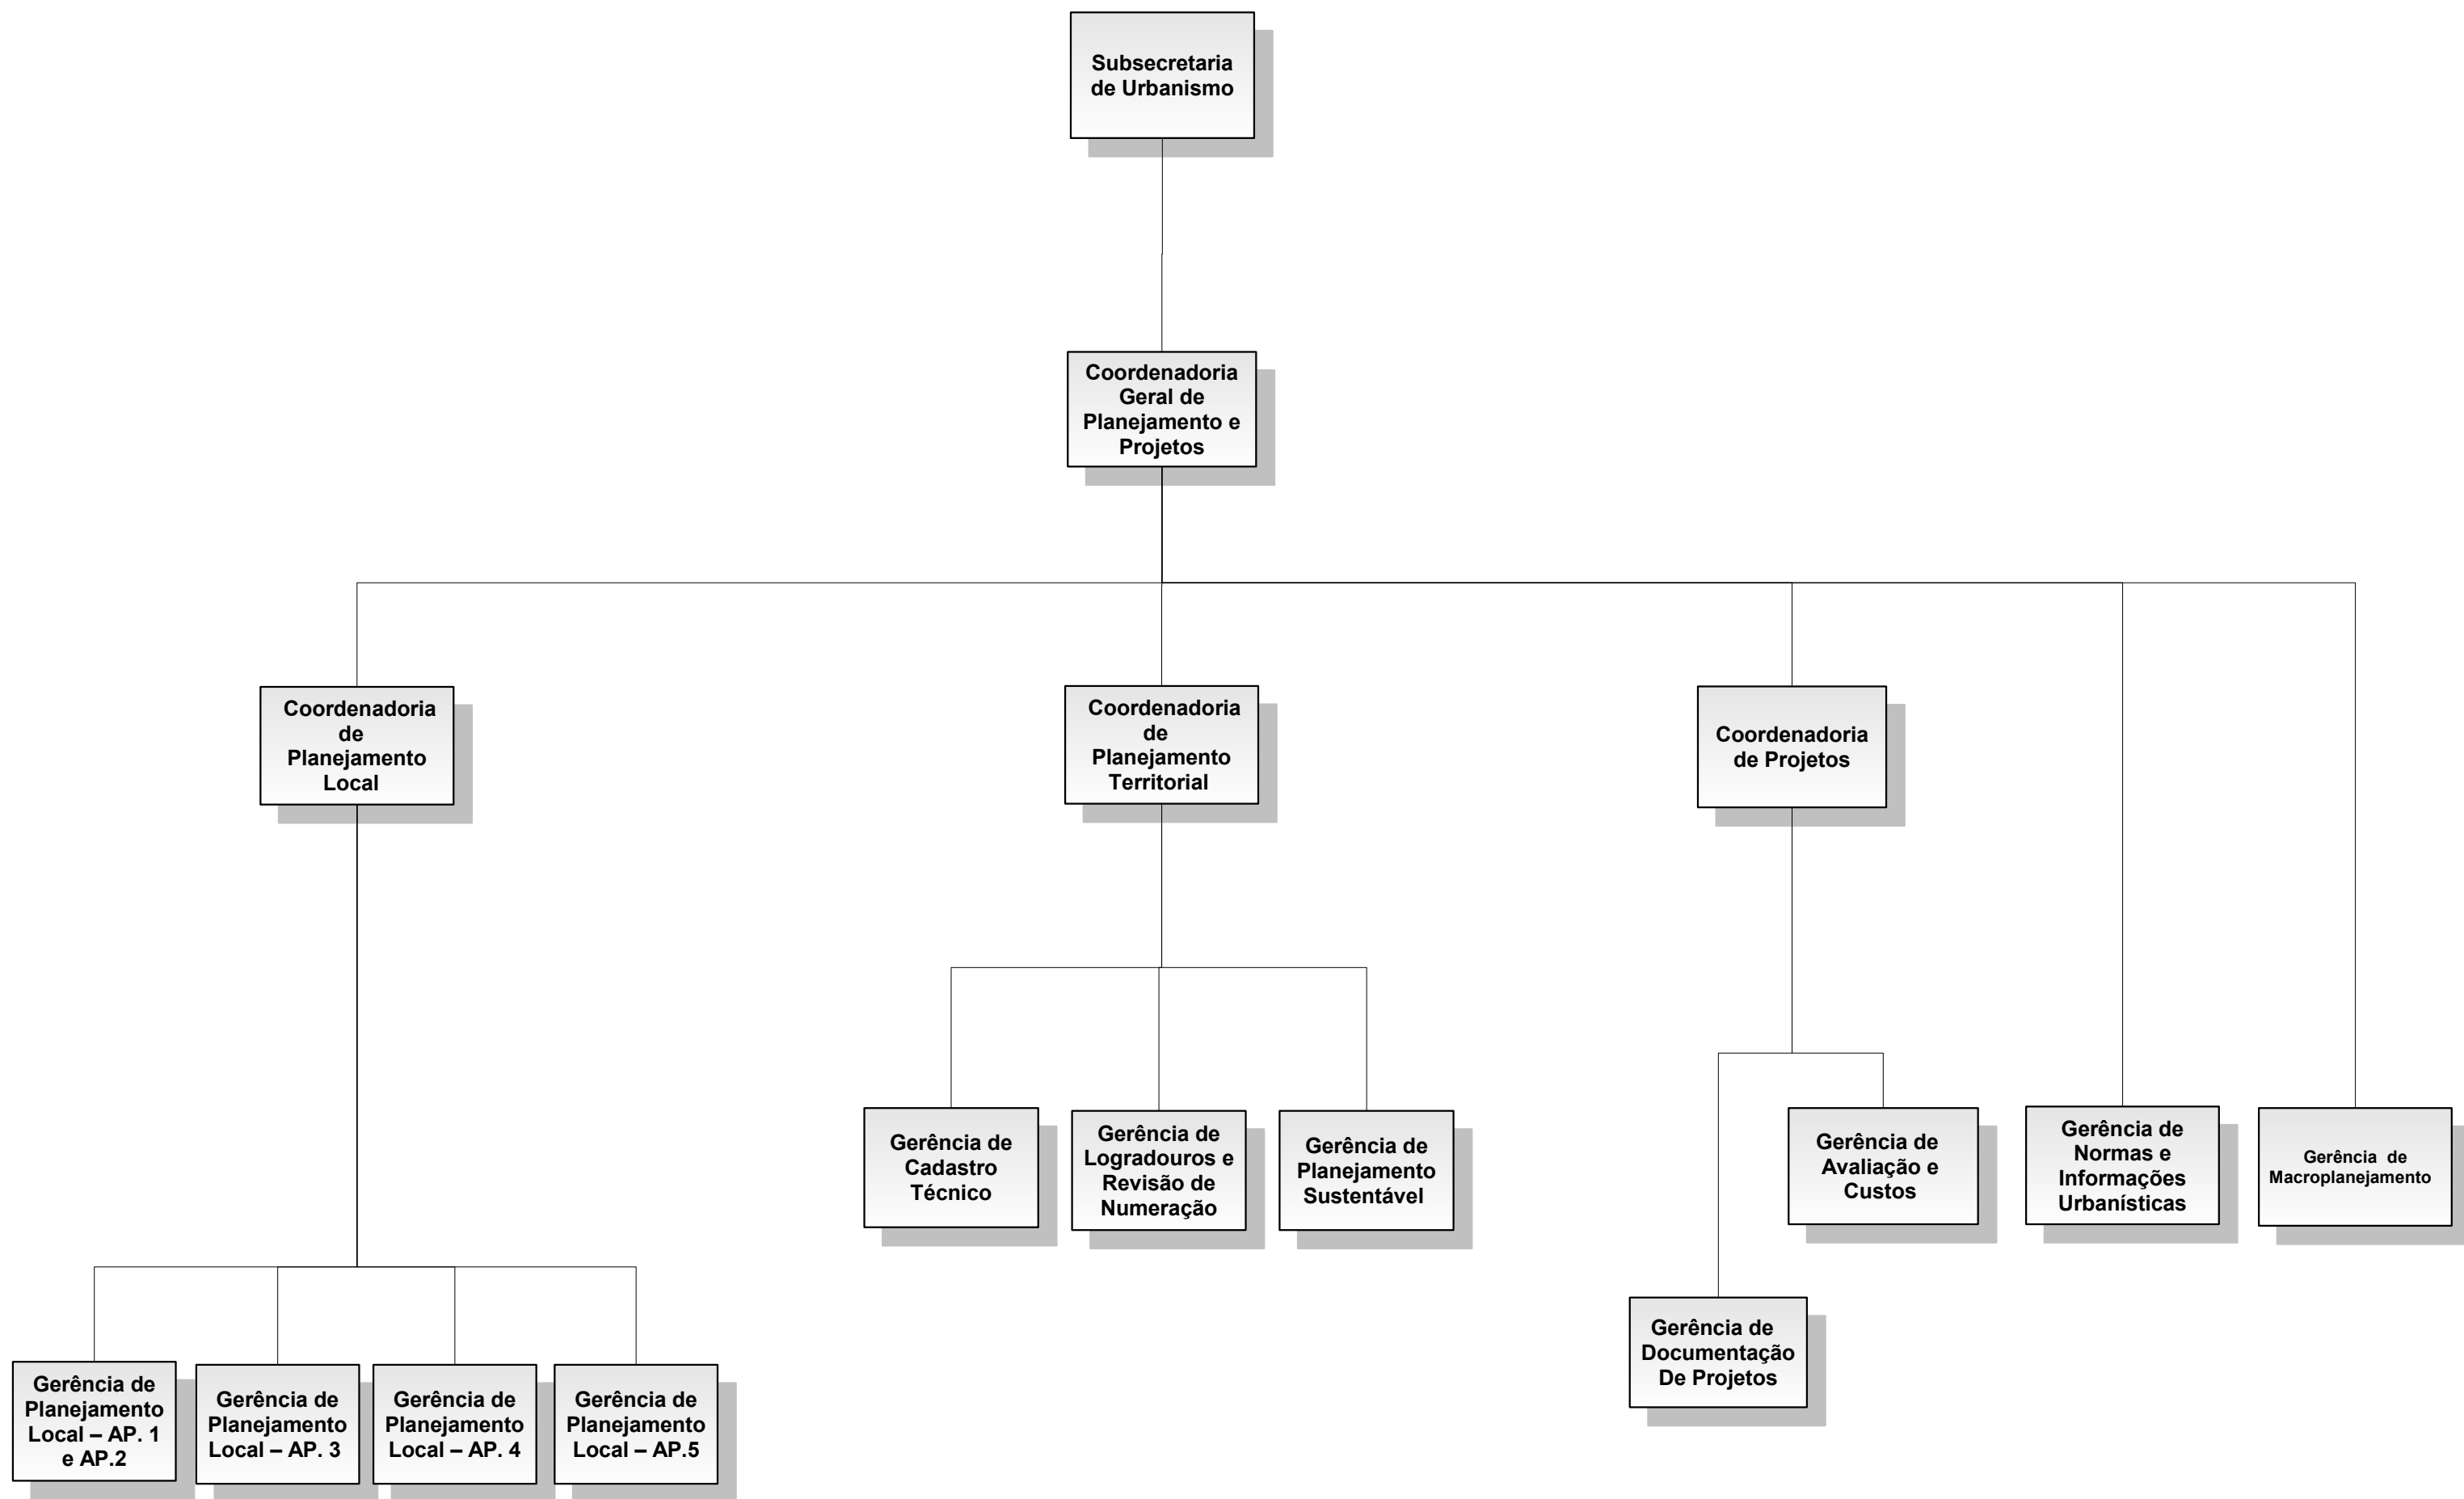 Subsecretaria
de Urbanismo
Coordenadoria
Geral de
Planejamento e
Projetos
Coordenadoria
de
Planejamento
Local
Coordenadoria
de
Planejamento
Territorial
Coordenadoria
de Projetos
Gerência de
Cadastro
Técnico
Gerência de
Logradouros e
Revisão de
Numeração
Gerência de
Planejamento
Sustentável
Gerência de
Avaliação e
Custos
Gerência de
Normas e
Informações
Urbanísticas
Gerência de
Macroplanejamento
Gerência de
Documentação
De Projetos
Gerência de
Planejamento
Local – AP. 1
e AP.2
Gerência de
Planejamento
Local – AP. 3
Gerência de
Planejamento
Local – AP. 4
Gerência de
Planejamento
Local – AP.5